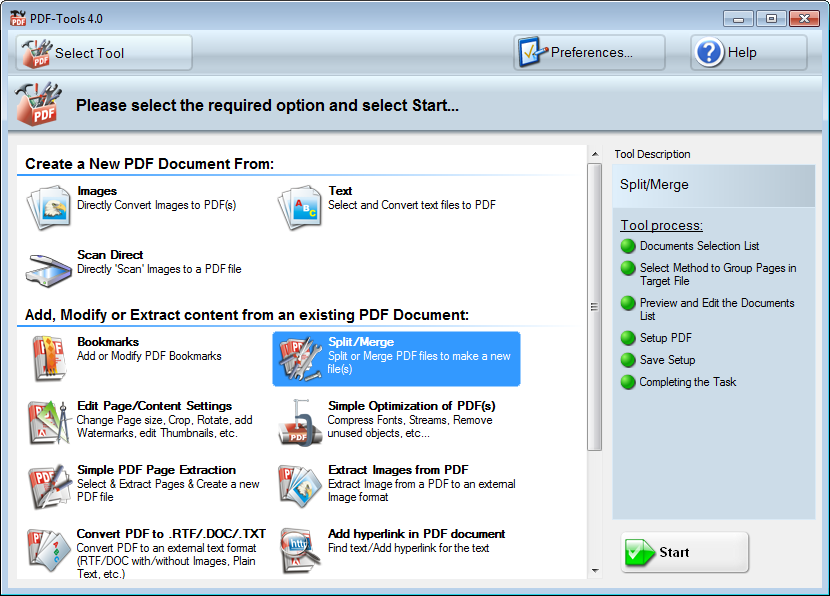 PDF-Tools 4.0
Select Tool
Preferences...
Help
PDF
Please select the required option and select Start...
Create a New PDF Document From:
Images
Directly Convert Images to PDF(s)
ABC
Text
Select and Convert text files to PDF
Scan Direct
Directly 'Scan' Images to a PDF file
Add, Modify or Extract content from an existing PDF Document:
Bookmarks
Add or Modify PDF Bookmarks
Split/Merge
Split or Merge PDF files to make a new
file(s)
Edit Page/Content Settings
Change Page size, Crop, Rotate, add
Watermarks, edit Thumbnails, etc.
PDF
Simple Optimization of PDF(s)
Compress Fonts, Streams, Remove
unused objects, etc...
Simple PDF Page Extraction
Select & Extract Pages & Create a new
PDF file
Extract Images from PDF
Extract Image from a PDF to an external
Image format
Convert PDF to .RTF/.DOC/.TXT
Convert PDF to an external text format
(RTF/DOC with/without Images, Plain
Text, etc.)
http
Add hyperlink in PDF document
Find text/Add hyperlink for the text
Tool Description
Split/Merge
Tool process:
Documents Selection List
Select Method to Group Pages in
Target File
Preview and Edit the Documents
List
Setup PDF
Save Setup
Completing the Task
Start